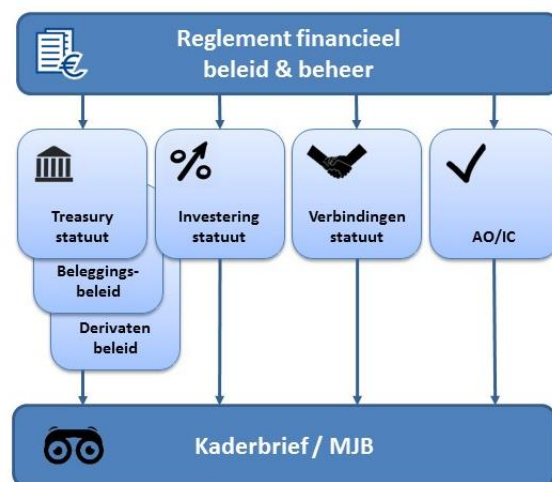 Reglement financieel
beleid & beheer
Treasury
statuut
Investering
statuut
Verbindingen
statuut
AO/IC
Beleggings-
beleid
Derivaten
beleid
Kaderbrief / MJB